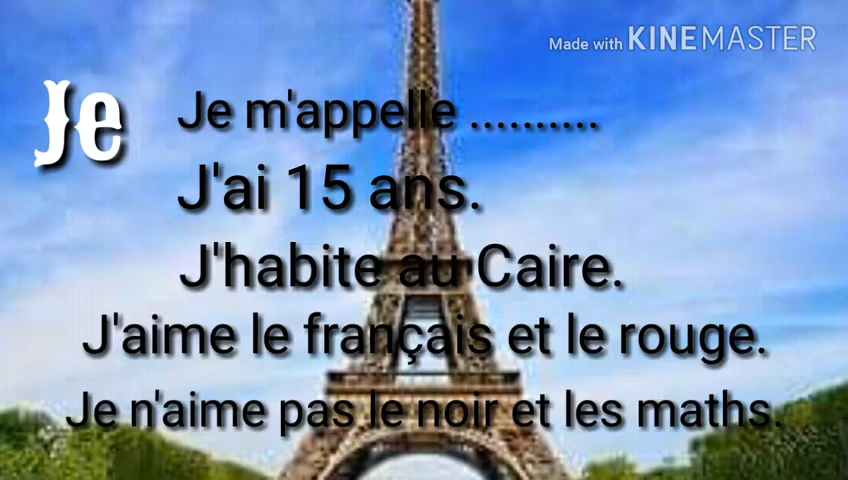 Made with KINEMASTER
Je
Je m'appelle ..........
J'ai 15 ans.
J'habite au Caire.
J'aime le français et le rouge.
Je n'aime pas le noir et les maths.